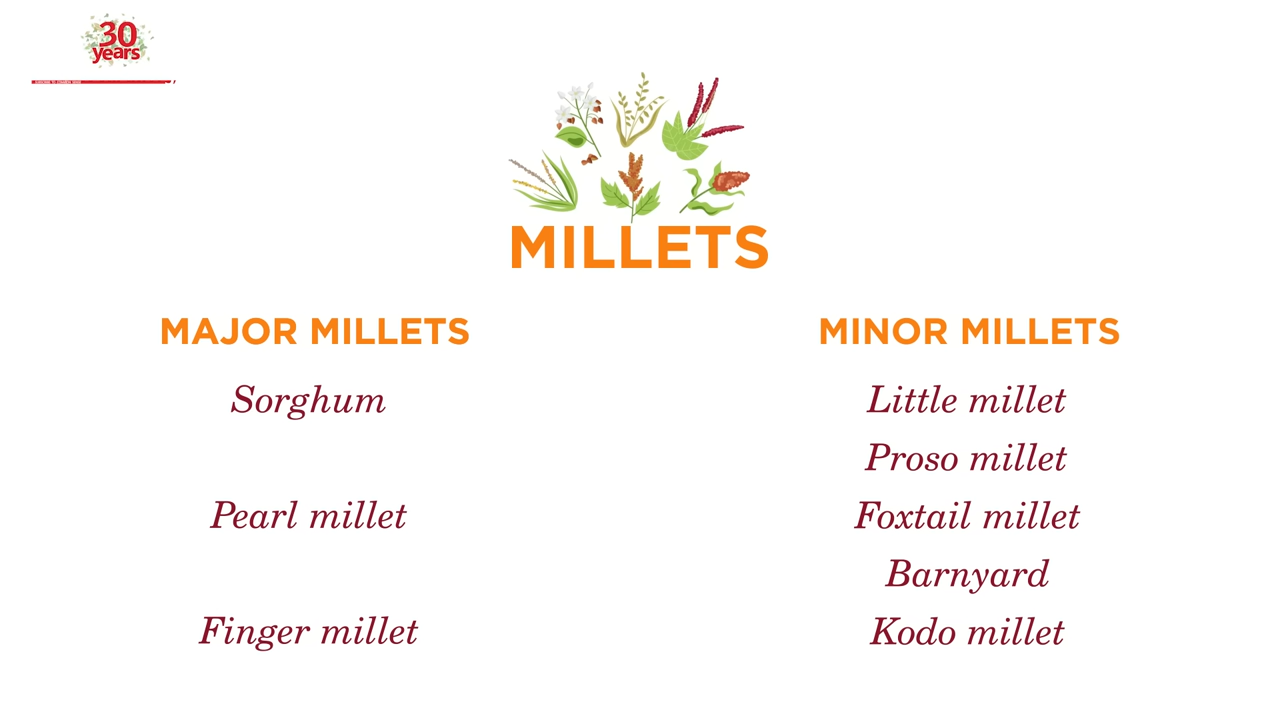 30
years
MILLETS
MAJOR MILLETS
Sorghum
Pearl millet
Finger millet
MINOR MILLETS
Little millet
Proso millet
Foxtail millet
Barnyard
Kodo millet